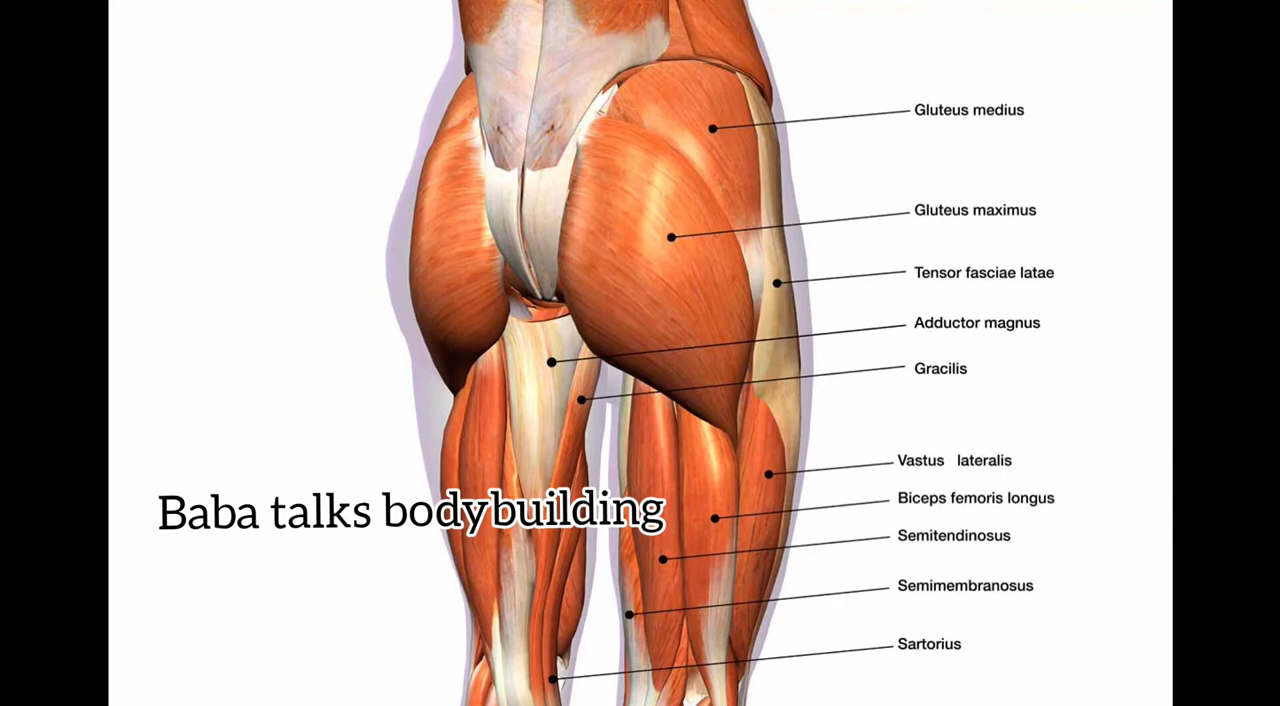 Gluteus medius
Gluteus maximus
Tensor fasciae latae
Adductor magnus
Gracilis
Vastus lateralis
Biceps femoris longus
Baba talks bodybuilding
Semitendinosus
Semimembranosus
Sartorius